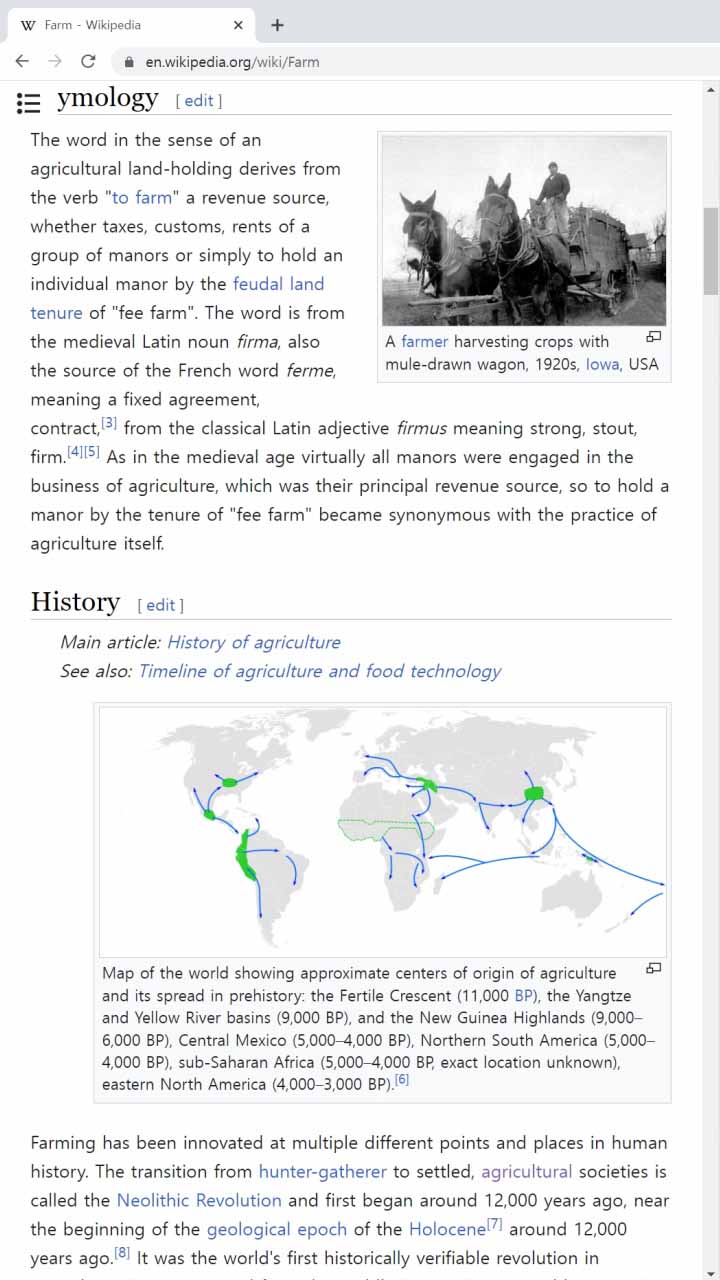 Farm - Wikipedia
en.wikipedia.org/wiki/Farm
ymology [ edit ]
The word in the sense of an
agricultural land-holding derives from
the verb "to farm" a revenue source,
whether taxes, customs, rents of a
group of manors or simply to hold an
individual manor by the feudal land
tenure of "fee farm". The word is from
the medieval Latin noun firma, also
the source of the French word ferme,
meaning a fixed agreement,
contract,[3] from the classical Latin adjective firmus meaning strong, stout,
firm.[4][5] As in the medieval age virtually all manors were engaged in the
business of agriculture, which was their principal revenue source, so to hold a
manor by the tenure of "fee farm" became synonymous with the practice of
agriculture itself.
A farmer harvesting crops with
mule-drawn wagon, 1920s, Iowa, USA
History [ edit ]
Main article: History of agriculture
See also: Timeline of agriculture and food technology
Map of the world showing approximate centers of origin of agriculture
and its spread in prehistory: the Fertile Crescent (11,000 BP), the Yangtze
and Yellow River basins (9,000 BP), and the New Guinea Highlands (9,000–
6,000 BP), Central Mexico (5,000–4,000 BP), Northern South America (5,000–
4,000 BP), sub-Saharan Africa (5,000–4,000 BP, exact location unknown),
eastern North America (4,000–3,000 BP).[6]
Farming has been innovated at multiple different points and places in human
history. The transition from hunter-gatherer to settled, agricultural societies is
called the Neolithic Revolution and first began around 12,000 years ago, near
the beginning of the geological epoch of the Holocene[7] around 12,000
years ago.[8] It was the world's first historically verifiable revolution in